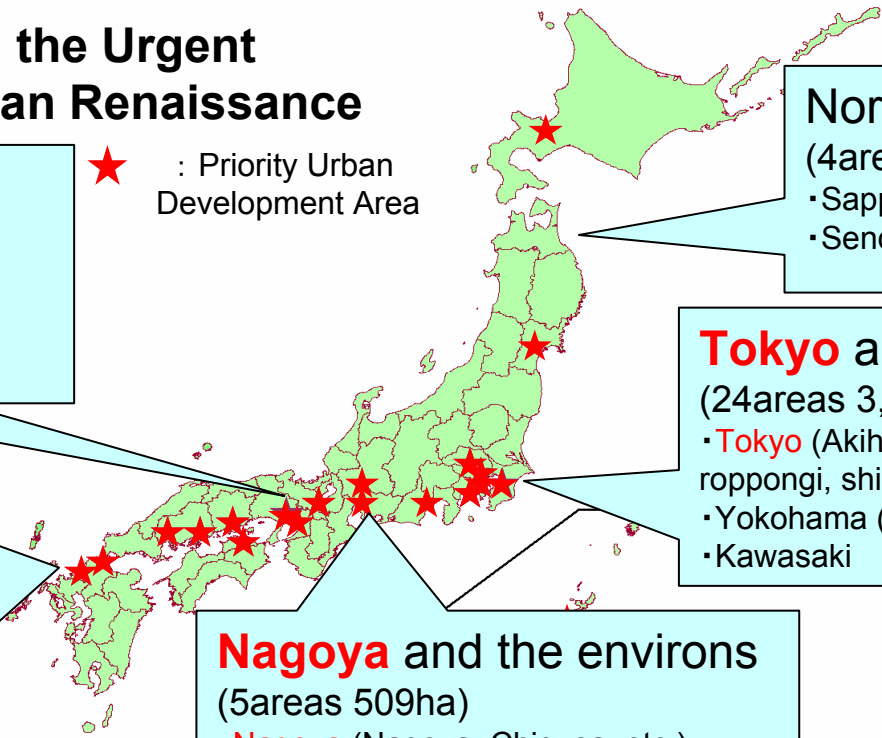 the Urgent
an Renaissance
: Priority Urban
Development Area
(4are
・Sapp
・Send
Tokyo a
(24areas 3,
・Tokyo (Akih
roppongi, shi
・Yokohama (
・Kawasaki
Nagoya and the environs
(5areas 509ha)